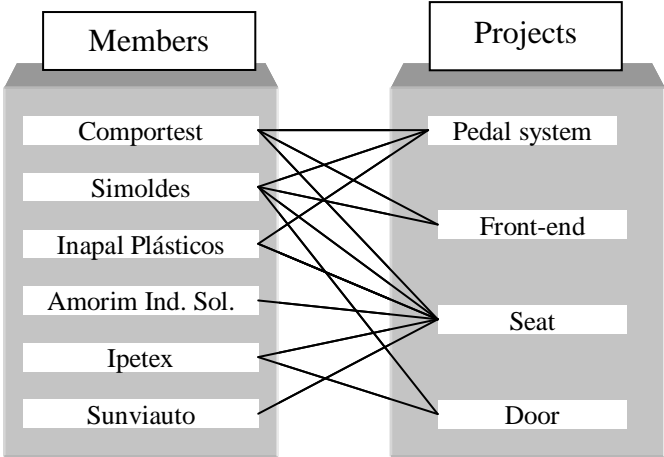 Members
Projects
Comportest
Simoldes
Inapal Plásticos
Amorim Ind. Sol.
Ipetex
Sunviauto
Pedal system
Front-end
Seat
Door